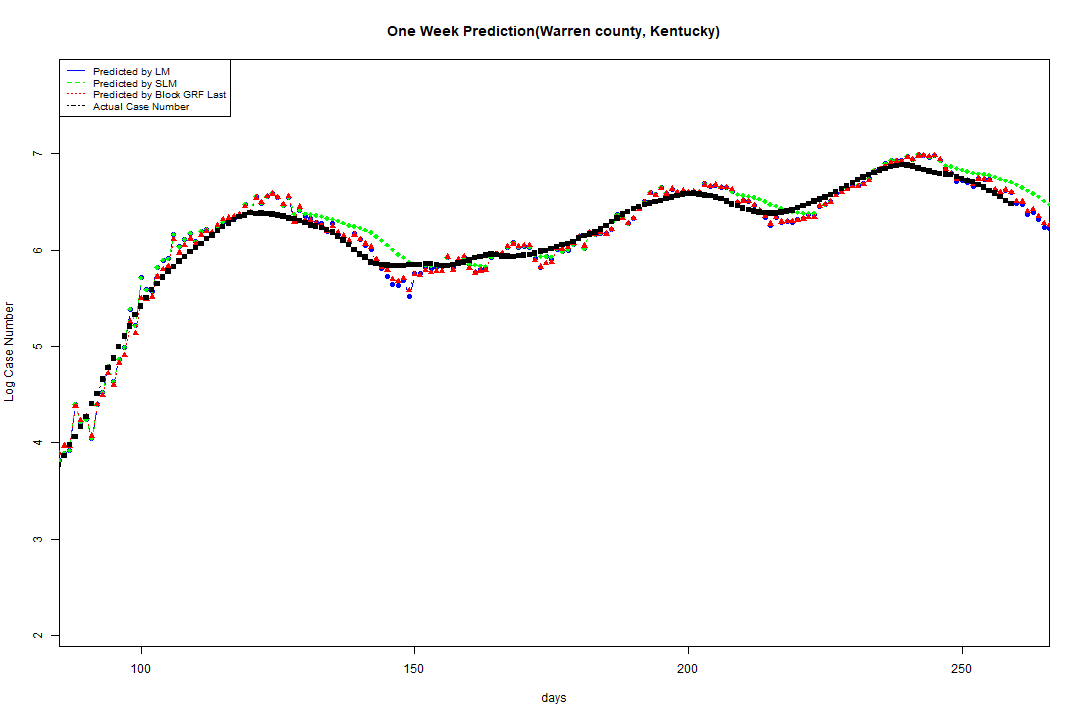 One Week Prediction(Warren county, Kentucky)
Predicted by LM
Predicted by SLM
Predicted by Block GRF Last
Actual Case Number
Log Case Number
7
6
5
4
3
2
100 150 200 250
days